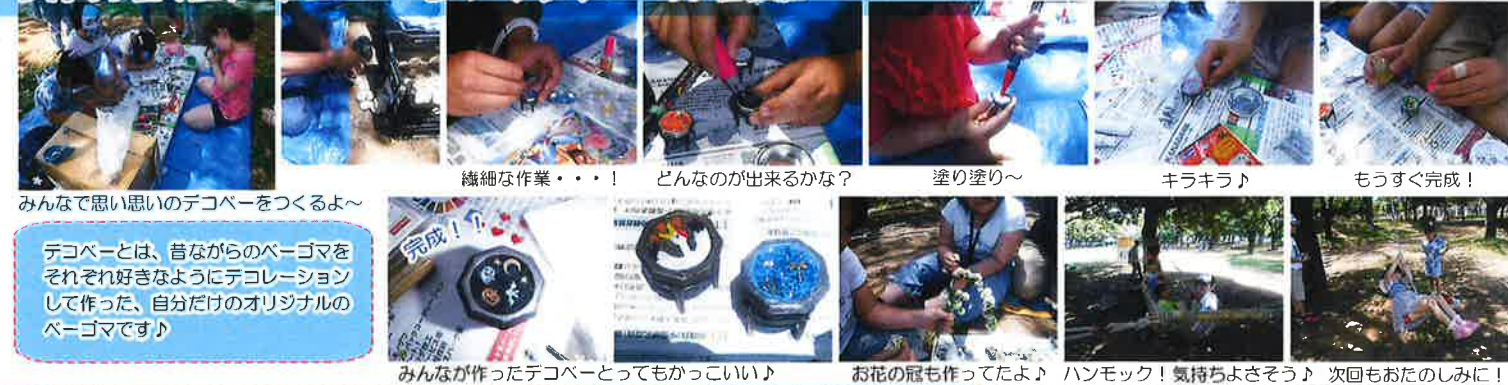 繊細な作業・・・!
どんなのが出来るかな?
塗り塗り~
キラキラ♪
もうすぐ完成!
みんなで思い思いのデコベーをつくるよ~
デコベーとは、昔ながらのベーゴマを
それぞれ好きなようにデコレーション
して作った、自分だけのオリジナルの
ベーゴマです♪
完成!!
みんなが作ったデコベーとってもかっこいい♪
お花の冠も作ってたよ♪
ハンモック!気持ちよさそう♪
次回もおたのしみに!